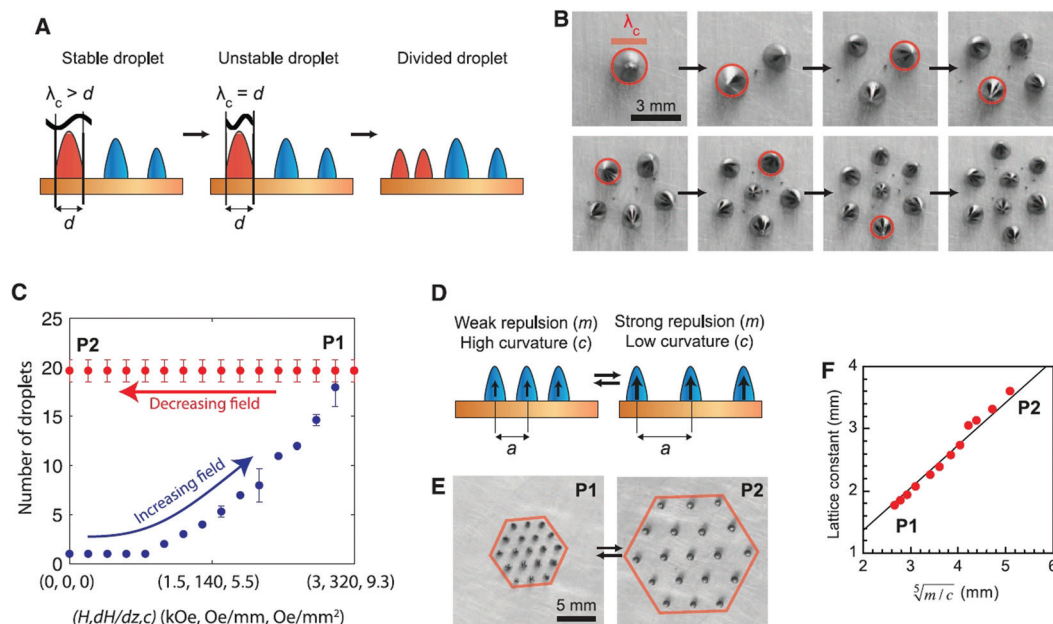 A
Stable droplet
Unstable droplet
Divided droplet
λc > d
λc = d
d
d
B
λc
3 mm
C
25
20
15
10
5
0
Number of droplets
P2
P1
Decreasing field
Increasing field
(0, 0, 0)
(1.5, 140, 5.5)
(3, 320, 9.3)
(H,dH/dz,c) (kOe, Oe/mm, Oe/mm²)
D
Weak repulsion (m)
High curvature (c)
Strong repulsion (m)
Low curvature (c)
a
a
E
P1
P2
5 mm
F
4
3
2
1
Lattice constant (mm)
P2
P1
2
3
4
5
6
⁵√m/c (mm)